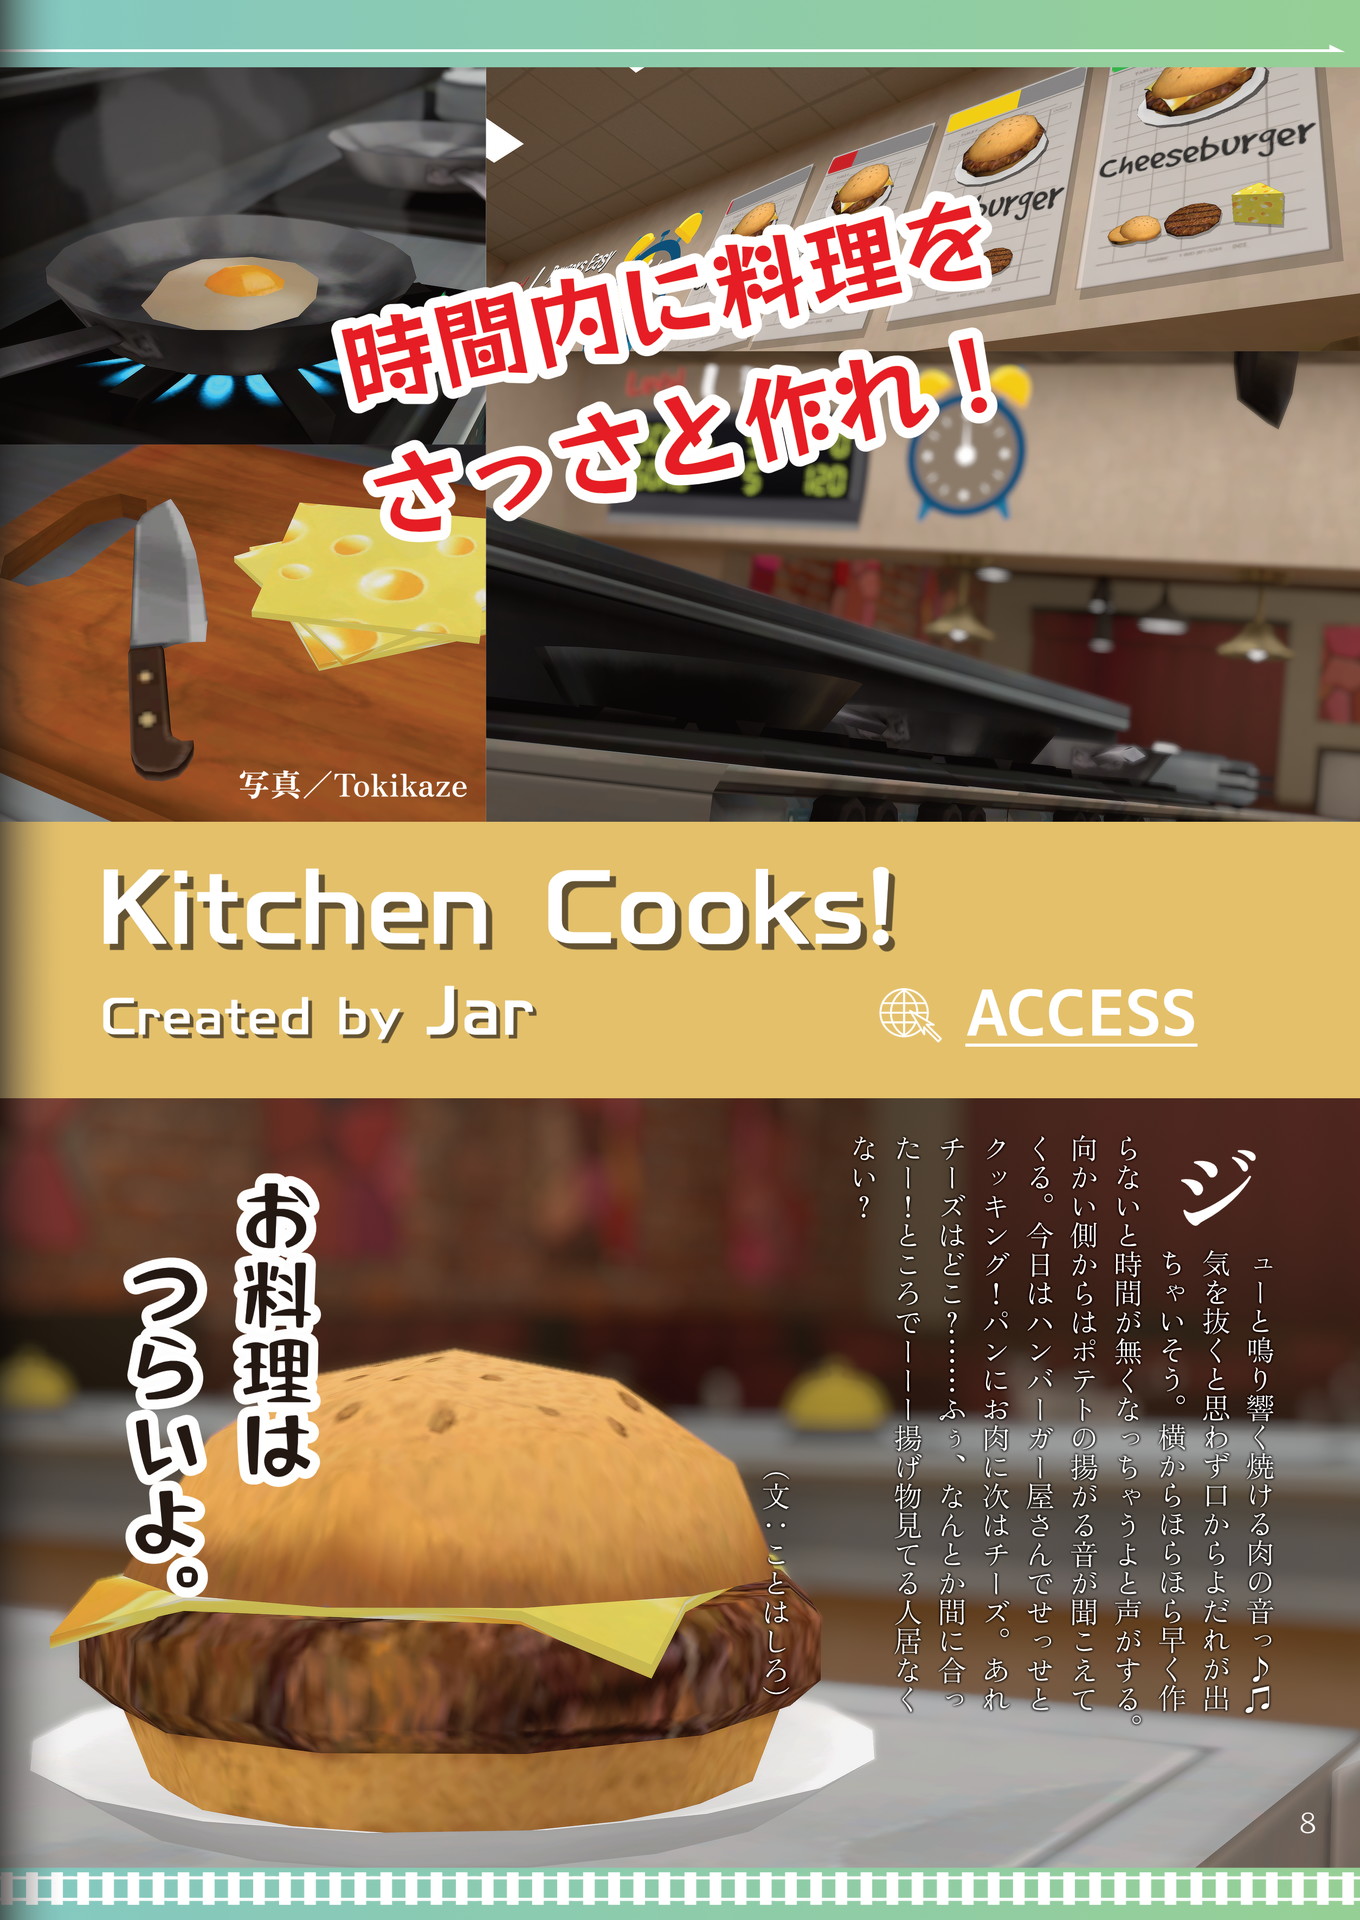 Cheeseburger
burger
時間内に料理を
さっさと作れ！
120
写真／Tokikaze
Kitchen Cooks!
Created by Jar
ACCESS
ジューと鳴り響く焼ける肉の音っ♪♫
気を抜くと思わず口からよだれが出
ちゃいそう。横からほらほら早く作
らないと時間が無くなっちゃうよと声がする。
向かい側からはポテトの揚がる音が聞こえて
くる。今日はハンバーガー屋さんでせっせと
クッキング！パンにお肉に次はチーズ。あれ
チーズはどこ？……ふぅ、なんとか間に合っ
たー！ところでーーー揚げ物見てる人居なく
ない？
（文：ことはしろ）
お料理は
つらいよ。
8